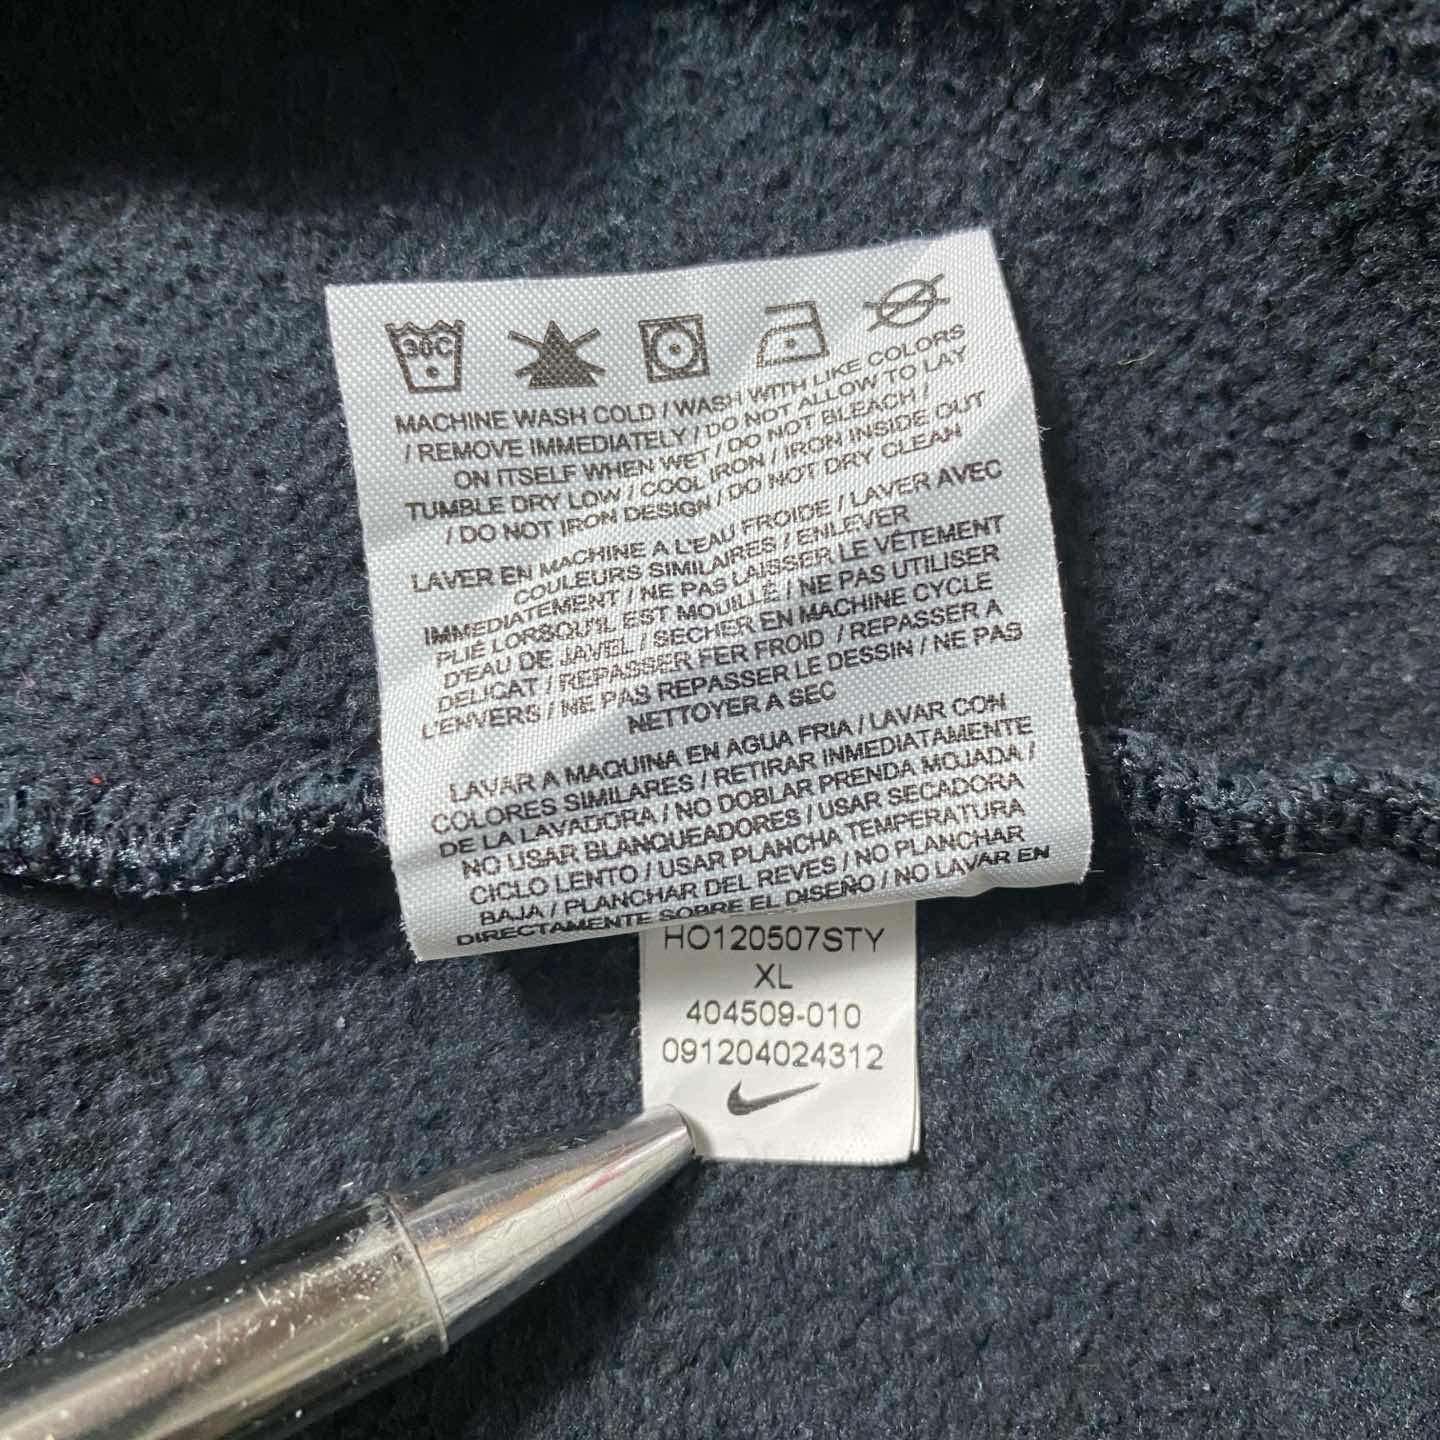 30C
MACHINE WASH COLD / WASH WITH LIKE COLORS
/ REMOVE IMMEDIATELY / DO NOT ALLOW TO LAY
ON ITSELF WHEN WET / DO NOT BLEACH /
TUMBLE DRY LOW / COOL IRON / IRON INSIDE OUT
/ DO NOT IRON DESIGN / DO NOT DRY CLEAN
LAVER EN MACHINE A L'EAU FROIDE / LAVER AVEC
COULEURS SIMILAIRES / ENLEVER
IMMEDIATEMENT / NE PAS LAISSER LE VÊTEMENT
PLIÉ LORSQU'IL EST MOUILLÉ / NE PAS UTILISER
D'EAU DE JAVEL / SECHER EN MACHINE CYCLE
DELICAT / REPASSER FER FROID / REPASSER A
L'ENVERS / NE PAS REPASSER LE DESSIN / NE PAS
NETTOYER A SEC
LAVAR A MAQUINA EN AGUA FRIA / LAVAR CON
COLORES SIMILARES / RETIRAR INMEDIATAMENTE
DE LA LAVADORA / NO DOBLAR PRENDA MOJADA /
NO USAR BLANQUEADORES / USAR SECADORA
CICLO LENTO / USAR PLANCHA TEMPERATURA
BAJA / PLANCHAR DEL REVES / NO PLANCHAR
DIRECTAMENTE SOBRE EL DISEÑO / NO LAVAR EN
HO120507STY
XL
404509-010
091204024312